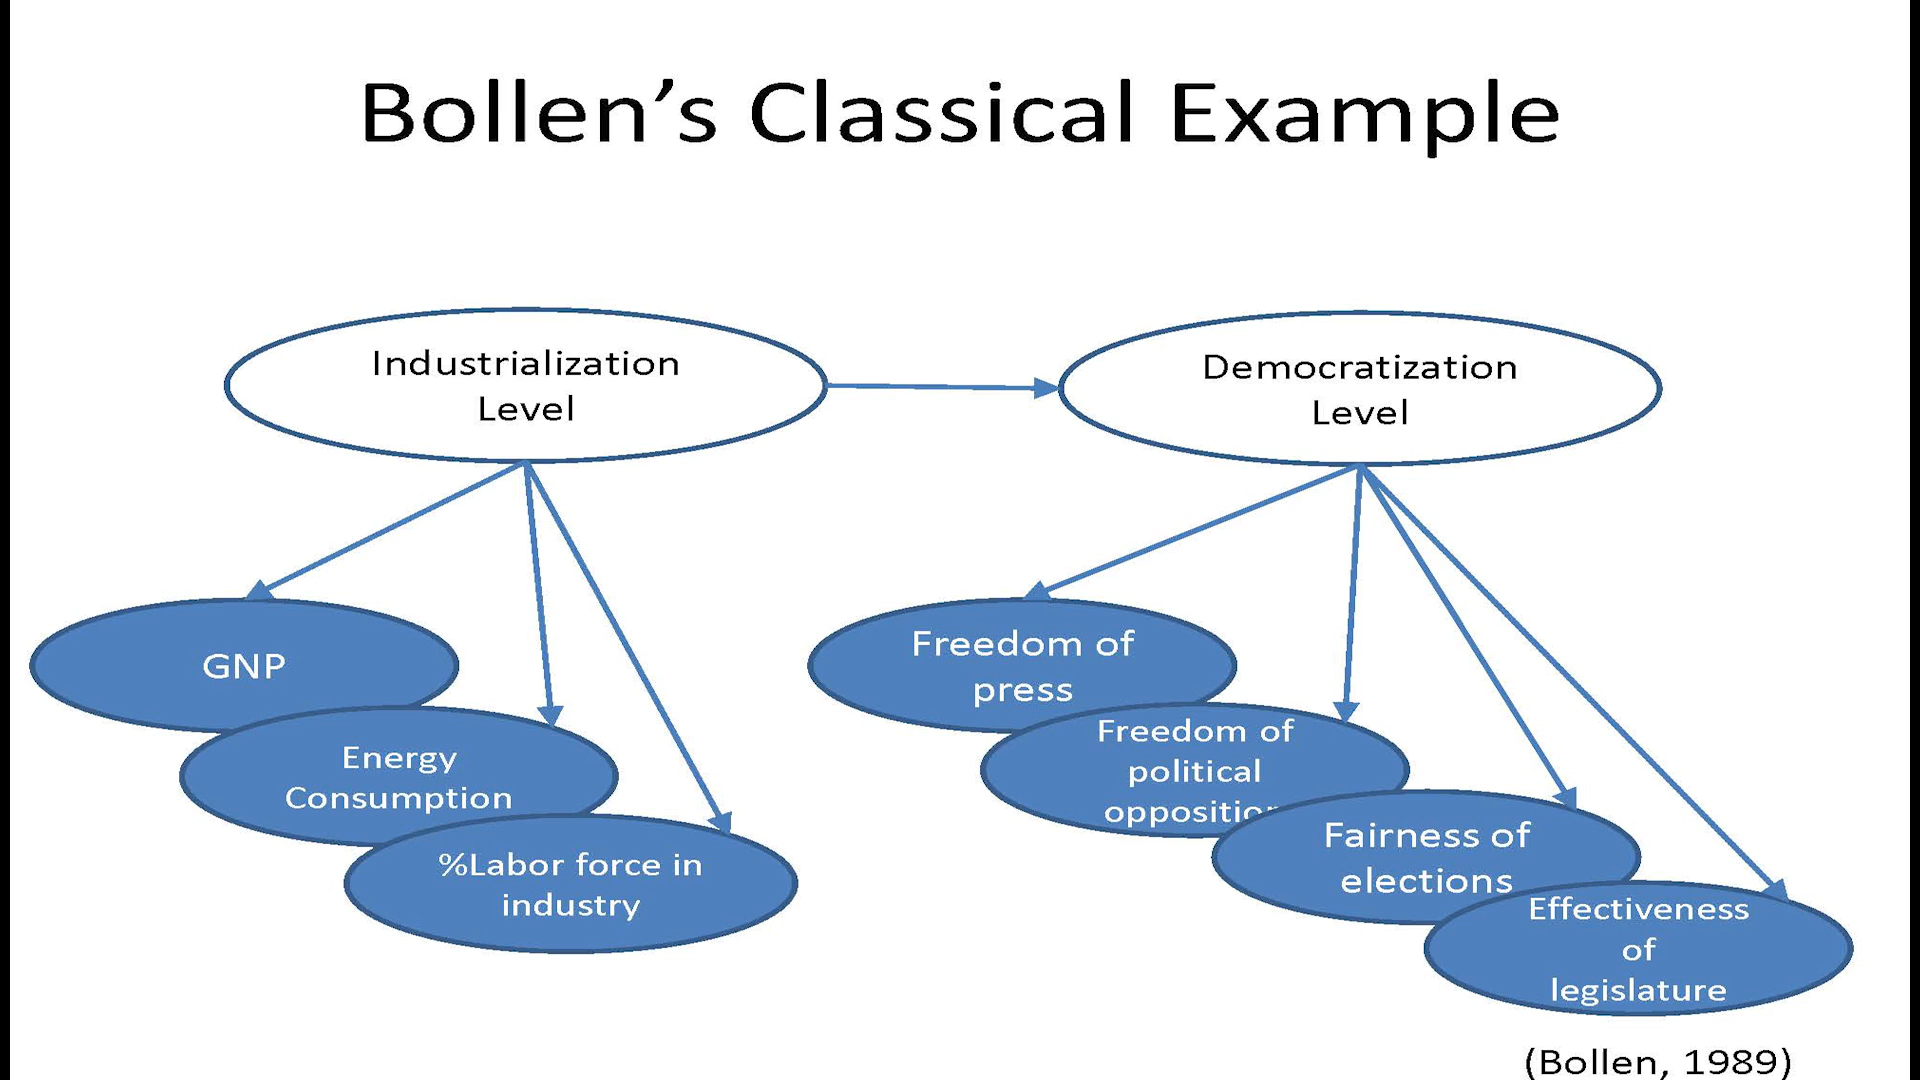 Bollen’s Classical Example
Industrialization
Level
Democratization
Level
GNP
Energy
Consumption
%Labor force in
industry
Freedom of
press
Freedom of
political
opposition
Fairness of
elections
Effectiveness
of
legislature
(Bollen, 1989)